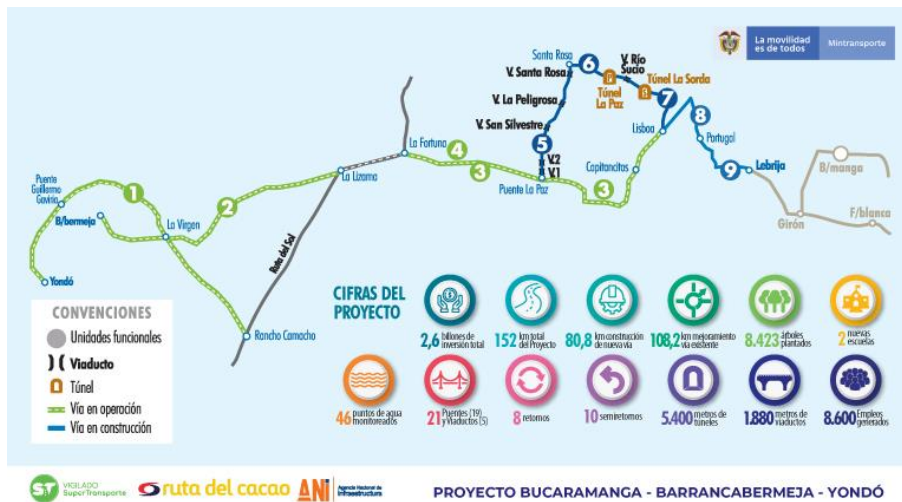 La movilidad
es de todos
Mintransporte
Santa Rosa
6
V. Río
Sucio
V. Santa Rosa
Túnel
La Paz
Túnel La Sorda
V. La Peligrosa
7
8
V. San Silvestre
Lisboa
Portugal
5
La Fortuna
4
3
V.2
V.1
Capitancitos
9
Lebrija
B/manga
La Lizama
Puente La Paz
3
Puente
Guillermo
Gaviria
1
2
B/bermeja
La Virgen
Girón
F/blanca
Ruta del Sol
Yondó
Rancho Camacho
CONVENCIONES
Unidades funcionales
Viaducto
Túnel
Vía en operación
Vía en construcción
CIFRAS DEL
PROYECTO
2,6 billones de
inversión total
152 km total
del Proyecto
80,8 km construcción
de nueva vía
108,2 km mejoramiento
vía existente
8.423 árboles
plantados
2 nuevas
escuelas
46 puntos de agua
monitoreados
21 Puentes (19)
y Viaductos (5)
8 retornos
10 semiretornos
5.400 metros de
túneles
1.880 metros de
viaductos
8.600 Empleos
generados
ST VIGILADO
SuperTransporte
ruta del cacao
ANI Agencia Nacional de
Infraestructura
PROYECTO BUCARAMANGA - BARRANCABERMEJA - YONDÓ